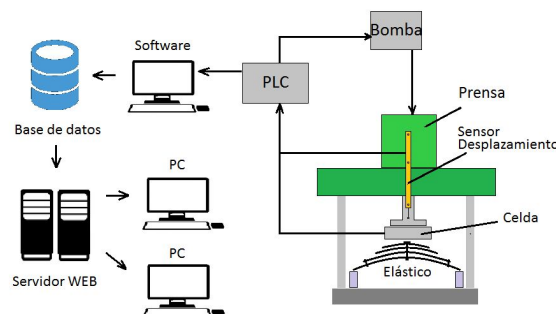 Software
Bomba
PLC
Prensa
Sensor
Desplazamiento
Base de datos
PC
Celda
Elástico
Servidor WEB
PC